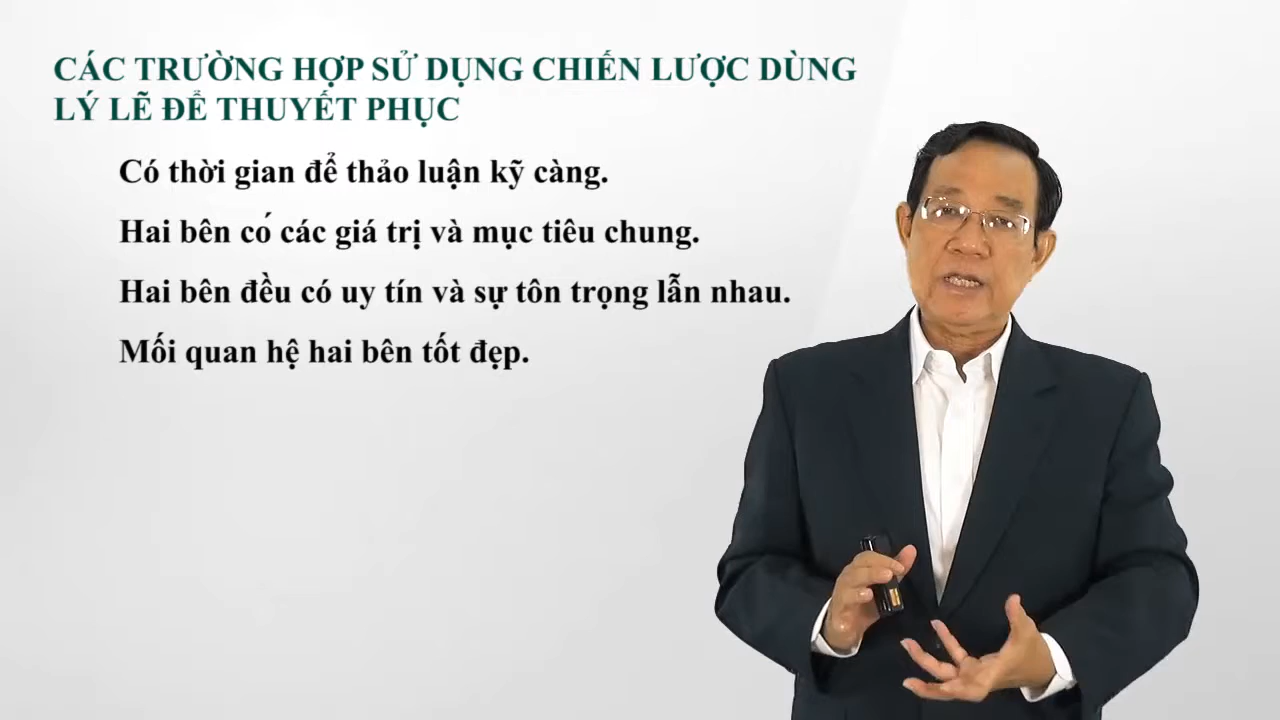 CÁC TRƯỜNG HỢP SỬ DỤNG CHIẾN LƯỢC DÙNG
LÝ LẼ ĐỂ THUYẾT PHỤC
Có thời gian để thảo luận kỹ càng.
Hai bên có các giá trị và mục tiêu chung.
Hai bên đều có uy tín và sự tôn trọng lẫn nhau.
Mối quan hệ hai bên tốt đẹp.